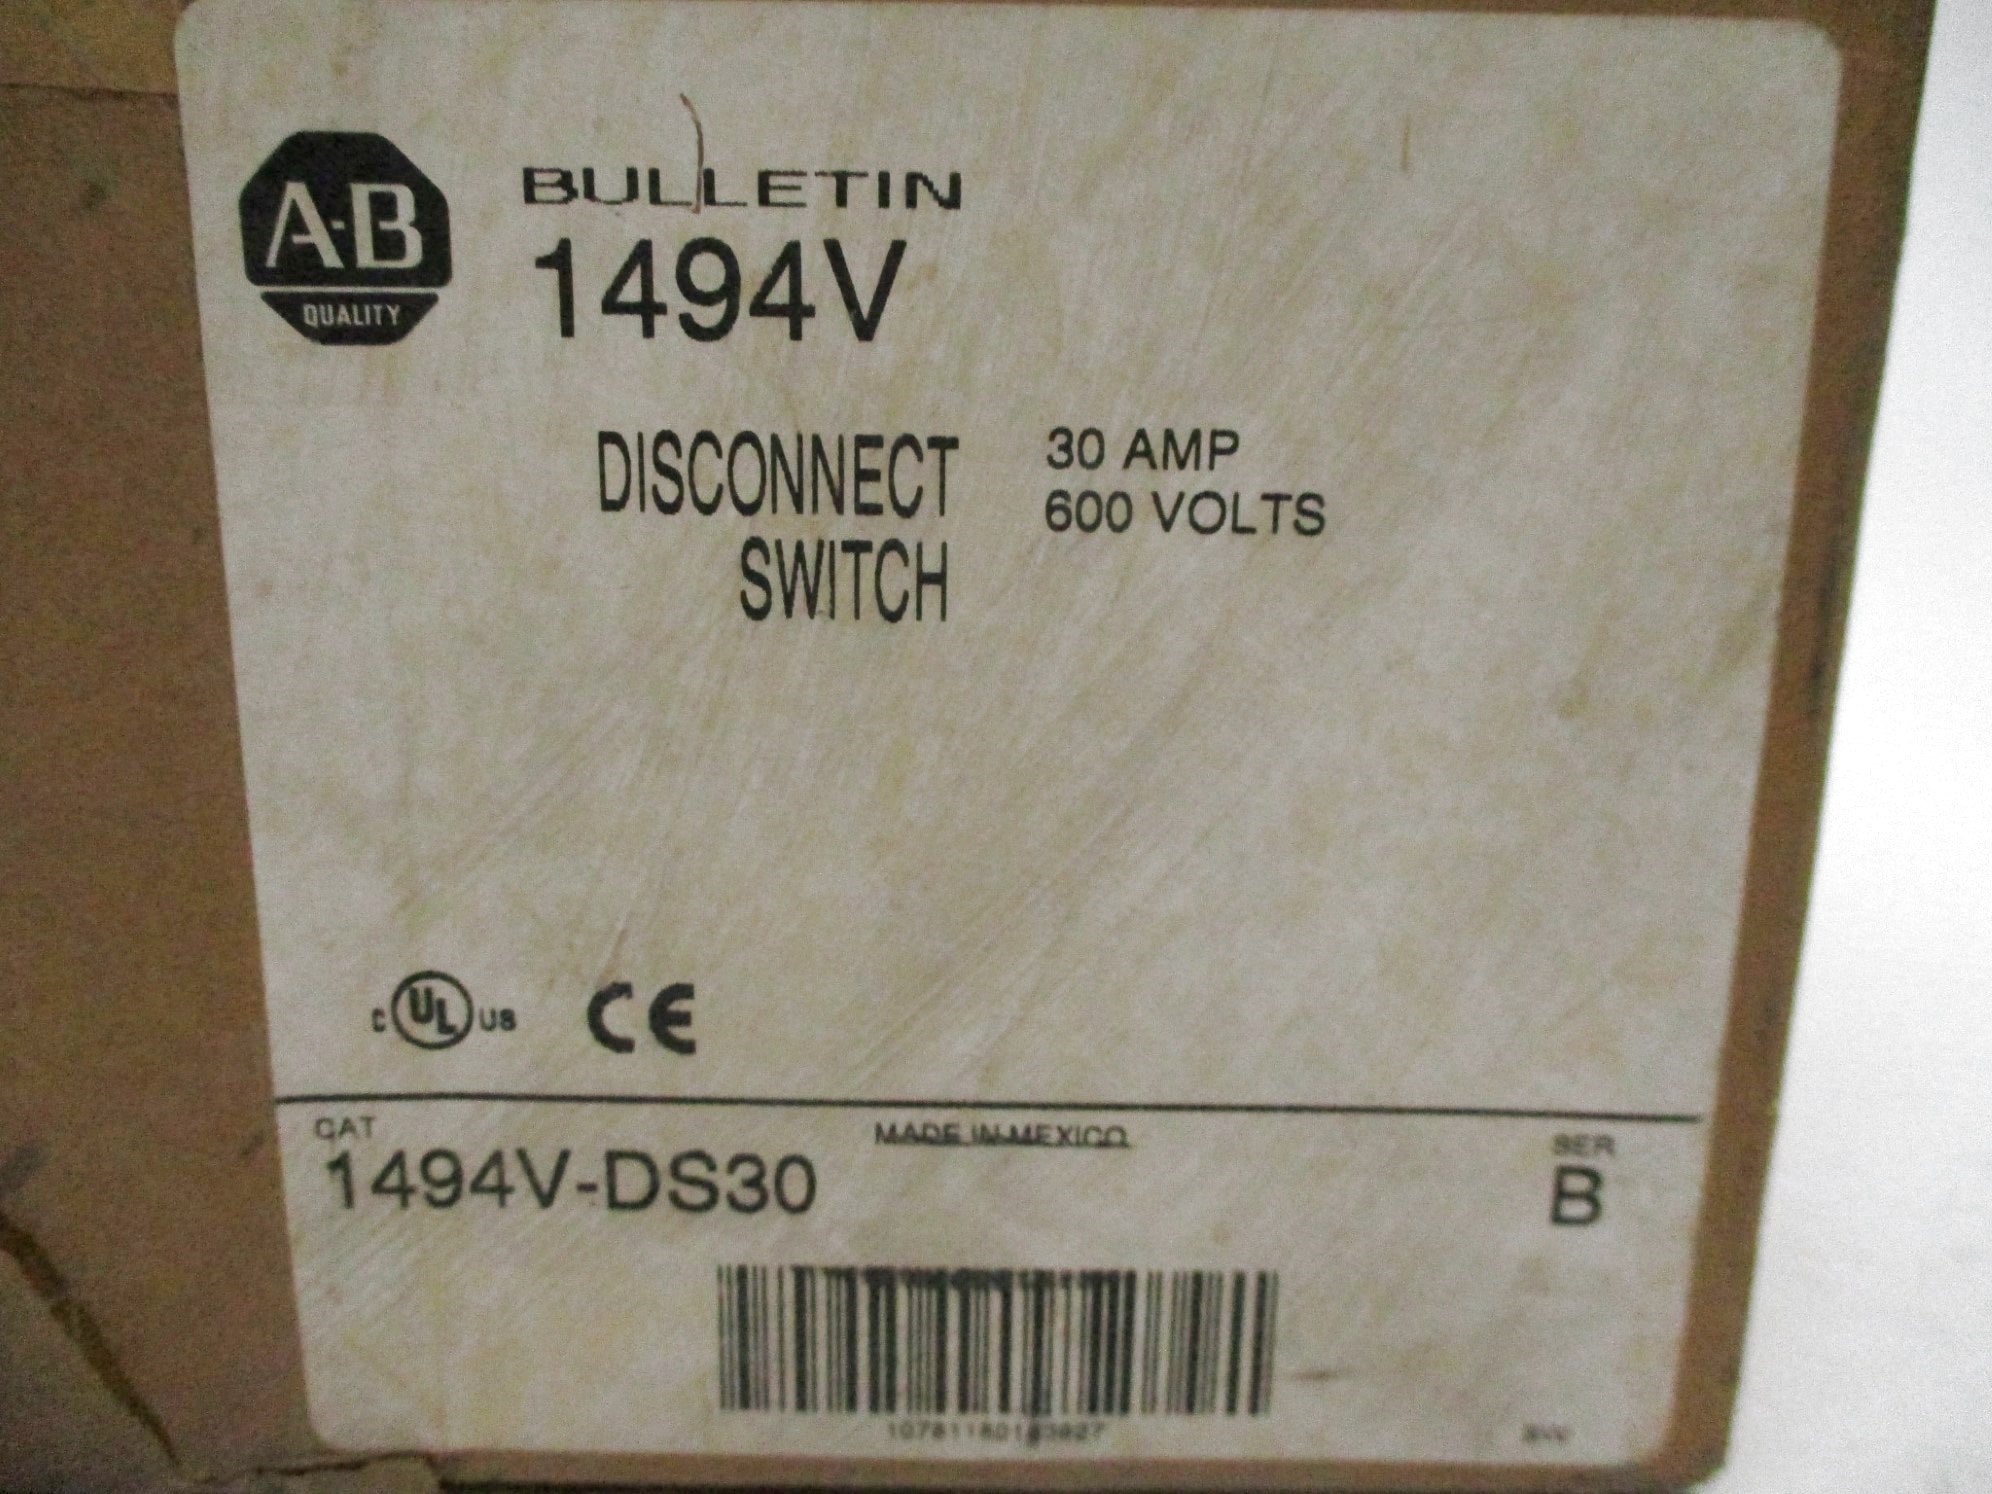 A-B
QUALITY
BULLETIN
1494V
DISCONNECT
SWITCH
30 AMP
600 VOLTS
C UL US CE
CAT
1494V-DS30
MADE IN MEXICO
SER
B